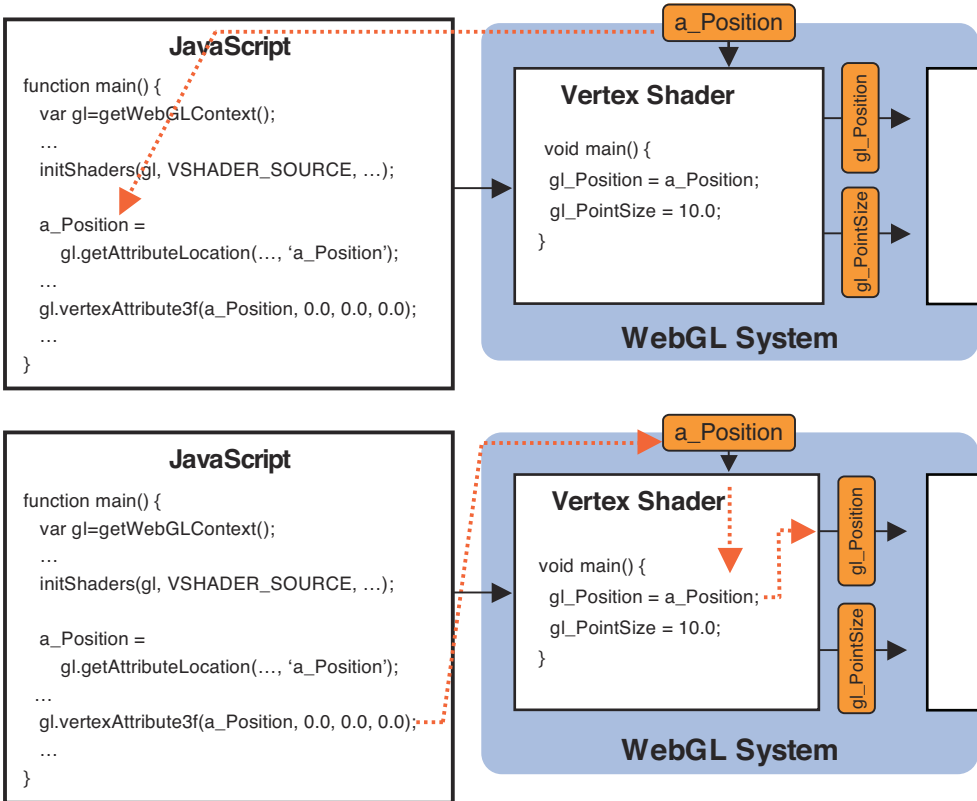 JavaScript
function main() {
var gl=getWebGLContext();
…
initShaders(gl, VSHADER_SOURCE, …);
a_Position =
gl.getAttributeLocation(…, ‘a_Position’);
…
gl.vertexAttribute3f(a_Position, 0.0, 0.0, 0.0);
…
}
a_Position
Vertex Shader
void main() {
gl_Position = a_Position;
gl_PointSize = 10.0;
}
gl_Position
gl_PointSize
WebGL System
JavaScript
function main() {
var gl=getWebGLContext();
…
initShaders(gl, VSHADER_SOURCE, …);
a_Position =
gl.getAttributeLocation(…, ‘a_Position’);
…
gl.vertexAttribute3f(a_Position, 0.0, 0.0, 0.0);
…
}
a_Position
Vertex Shader
void main() {
gl_Position = a_Position;
gl_PointSize = 10.0;
}
gl_Position
gl_PointSize
WebGL System